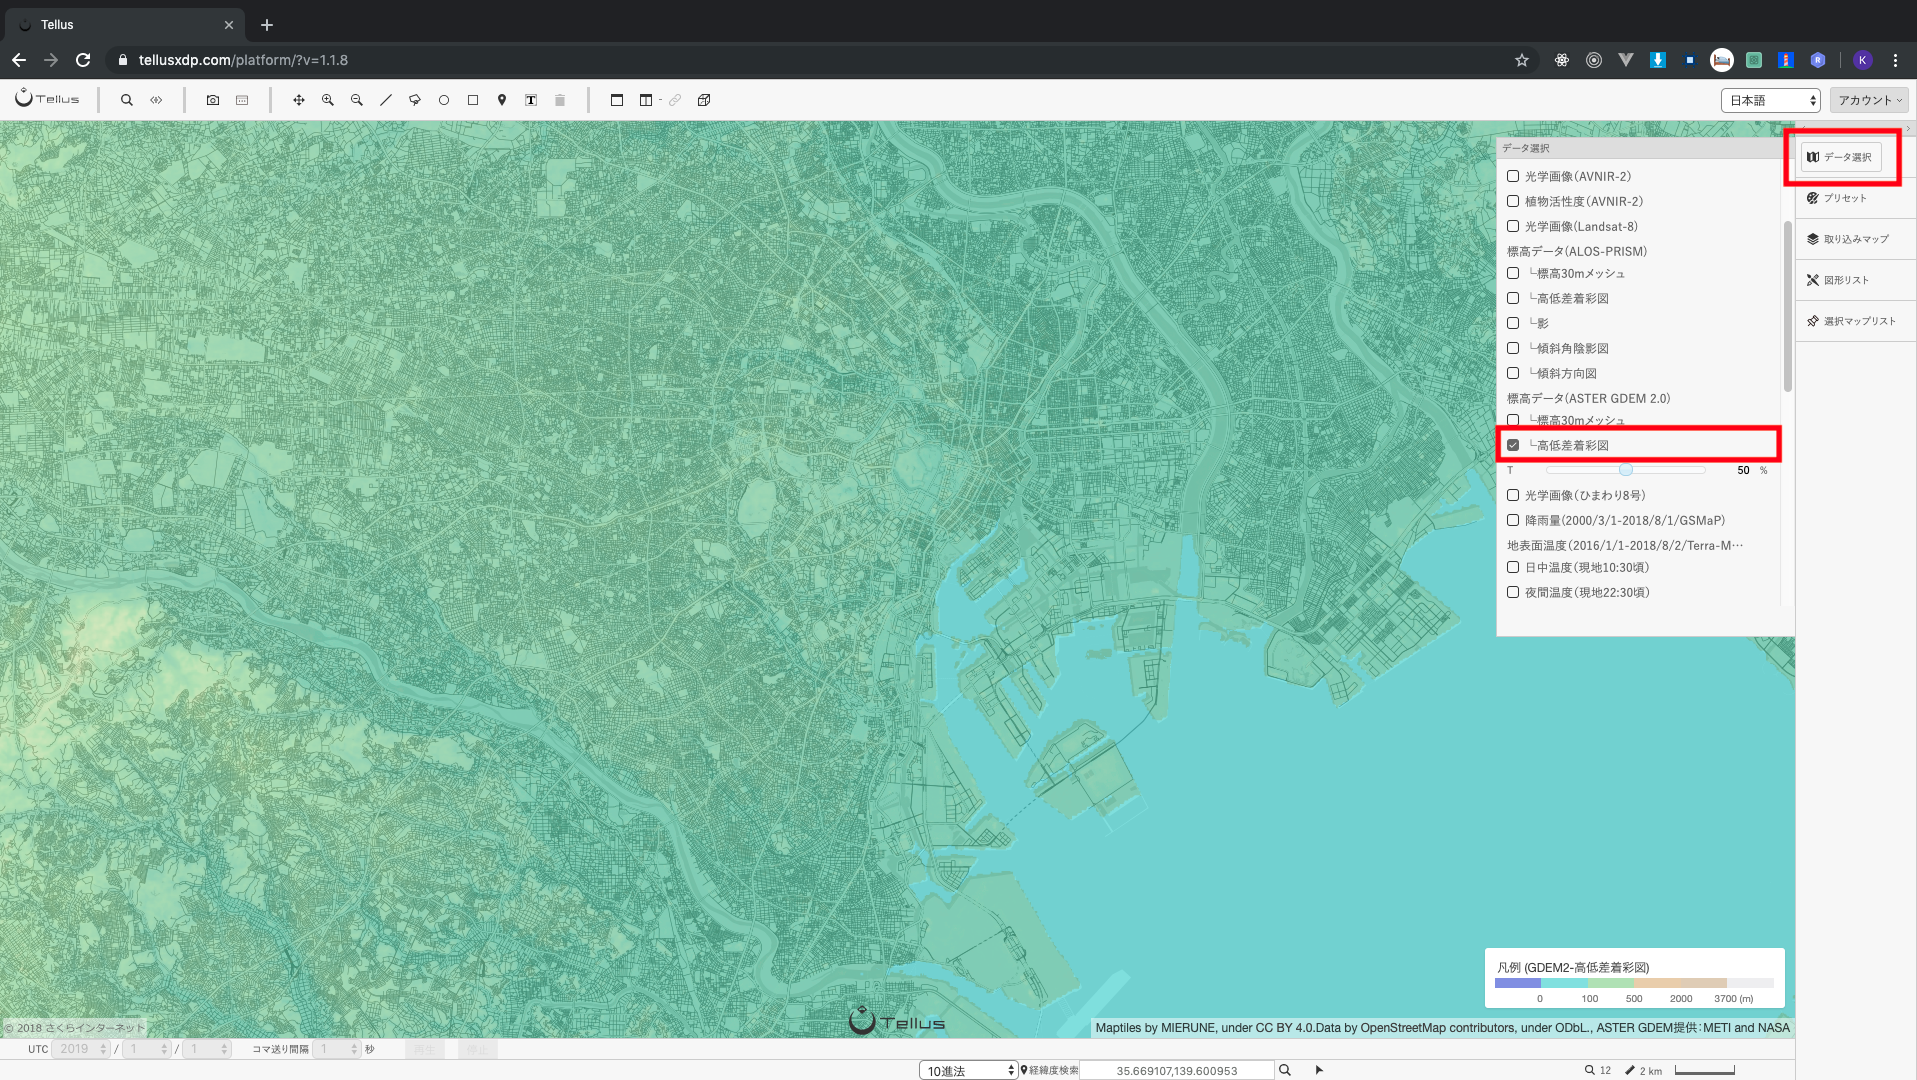 Tellus
tellusxdp.com/platform/?v=1.1.8
K
Tellus
T
日本語
アカウント
データ選択
光学画像(AVNIR-2)
植物活性度(AVNIR-2)
光学画像(Landsat-8)
標高データ(ALOS-PRISM)
└標高30mメッシュ
└高低差着彩図
└影
└傾斜角陰影図
└傾斜方向図
標高データ(ASTER GDEM 2.0)
└標高30mメッシュ
└高低差着彩図
T 50 %
光学画像(ひまわり8号)
降雨量(2000/3/1-2018/8/1/GSMaP)
地表面温度(2016/1/1-2018/8/2/Terra-M…
日中温度(現地10:30頃)
夜間温度(現地22:30頃)
データ選択
プリセット
取り込みマップ
図形リスト
選択マップリスト
凡例 (GDEM2-高低差着彩図)
0 100 500 2000 3700 (m)
© 2018 さくらインターネット
Tellus
Maptiles by MIERUNE, under CC BY 4.0.Data by OpenStreetMap contributors, under ODbL., ASTER GDEM提供：METI and NASA
UTC 2019 / 1 / 1 コマ送り間隔 1 秒 再生 停止
10進法 経緯度検索 35.669107,139.600953 12 2 km